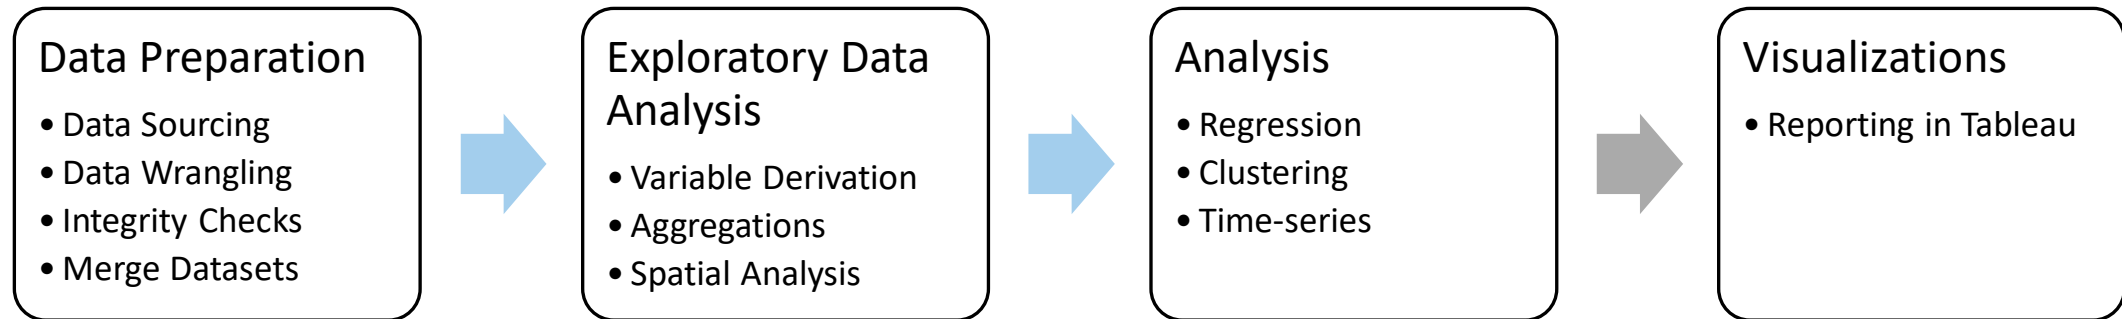 Data Preparation
• Data Sourcing
• Data Wrangling
• Integrity Checks
• Merge Datasets
Exploratory Data
Analysis
• Variable Derivation
• Aggregations
• Spatial Analysis
Analysis
• Regression
• Clustering
• Time-series
Visualizations
• Reporting in Tableau